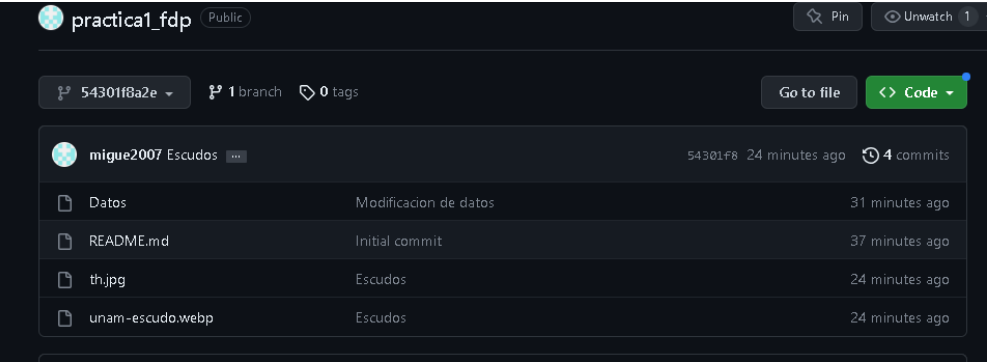 practica1_fdp Public Pin Unwatch 1
54301f8a2e 1 branch 0 tags Go to file <> Code
migue2007 Escudos ... 54301f8 24 minutes ago 4 commits
Datos Modificacion de datos 31 minutes ago
README.md Initial commit 37 minutes ago
th.jpg Escudos 24 minutes ago
unam-escudo.webp Escudos 24 minutes ago